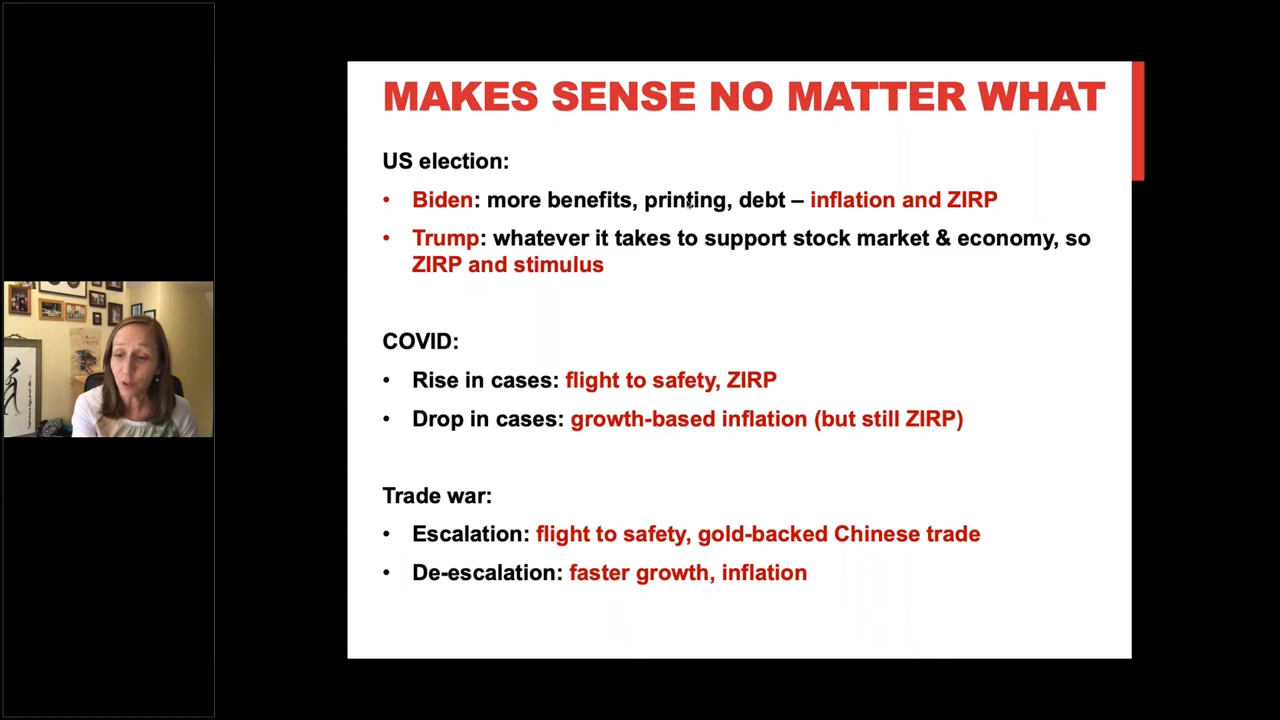 MAKES SENSE NO MATTER WHAT
US election:
• Biden: more benefits, printing, debt – inflation and ZIRP
• Trump: whatever it takes to support stock market & economy, so
ZIRP and stimulus
COVID:
• Rise in cases: flight to safety, ZIRP
• Drop in cases: growth-based inflation (but still ZIRP)
Trade war:
• Escalation: flight to safety, gold-backed Chinese trade
• De-escalation: faster growth, inflation